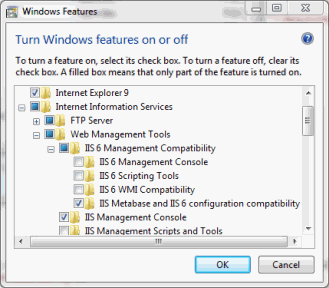 Windows Features
Turn Windows features on or off
To turn a feature on, select its check box. To turn a feature off, clear its
check box. A filled box means that only part of the feature is turned on.
Internet Explorer 9
Internet Information Services
FTP Server
Web Management Tools
IIS 6 Management Compatibility
IIS 6 Management Console
IIS 6 Scripting Tools
IIS 6 WMI Compatibility
IIS Metabase and IIS 6 configuration compatibility
IIS Management Console
IIS Management Scripts and Tools
OK
Cancel